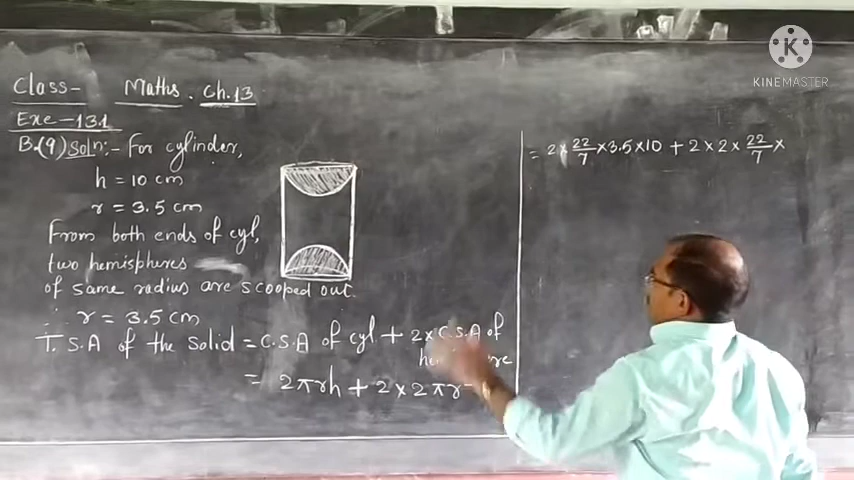 Class- Maths. Ch.13
Exe-13.1
B.(9) Soln:- For cylinder,
h = 10 cm
r = 3.5 cm
From both ends of cyl,
two hemispheres
of same radius are scooped out.
∴ r = 3.5 cm
T.S.A of the solid = C.S.A of cyl + 2×C.S.A of
= 2πrh + 2×2πr
= 2 × 22/7 × 3.5 × 10 + 2 × 2 × 22/7 ×
K
KINEMASTER